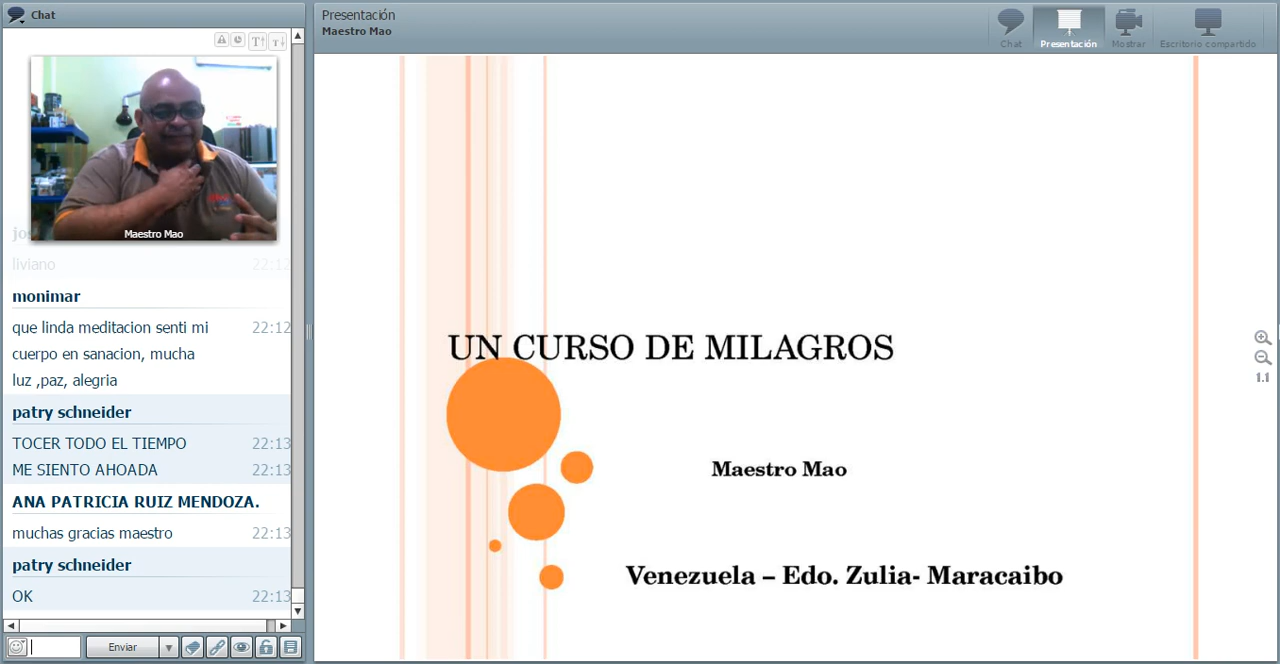 Chat
Maestro Mao
liviano 22:12
monimar
que linda meditacion senti mi 22:12
cuerpo en sanacion, mucha
luz ,paz, alegria
patry schneider
TOCER TODO EL TIEMPO 22:13
ME SIENTO AHOADA 22:13
ANA PATRICIA RUIZ MENDOZA.
muchas gracias maestro 22:13
patry schneider
OK 22:13
Enviar
Presentación
Maestro Mao
Chat
Presentación
Mostrar
Escritorio compartido
UN CURSO DE MILAGROS
Maestro Mao
Venezuela – Edo. Zulia- Maracaibo
1.1